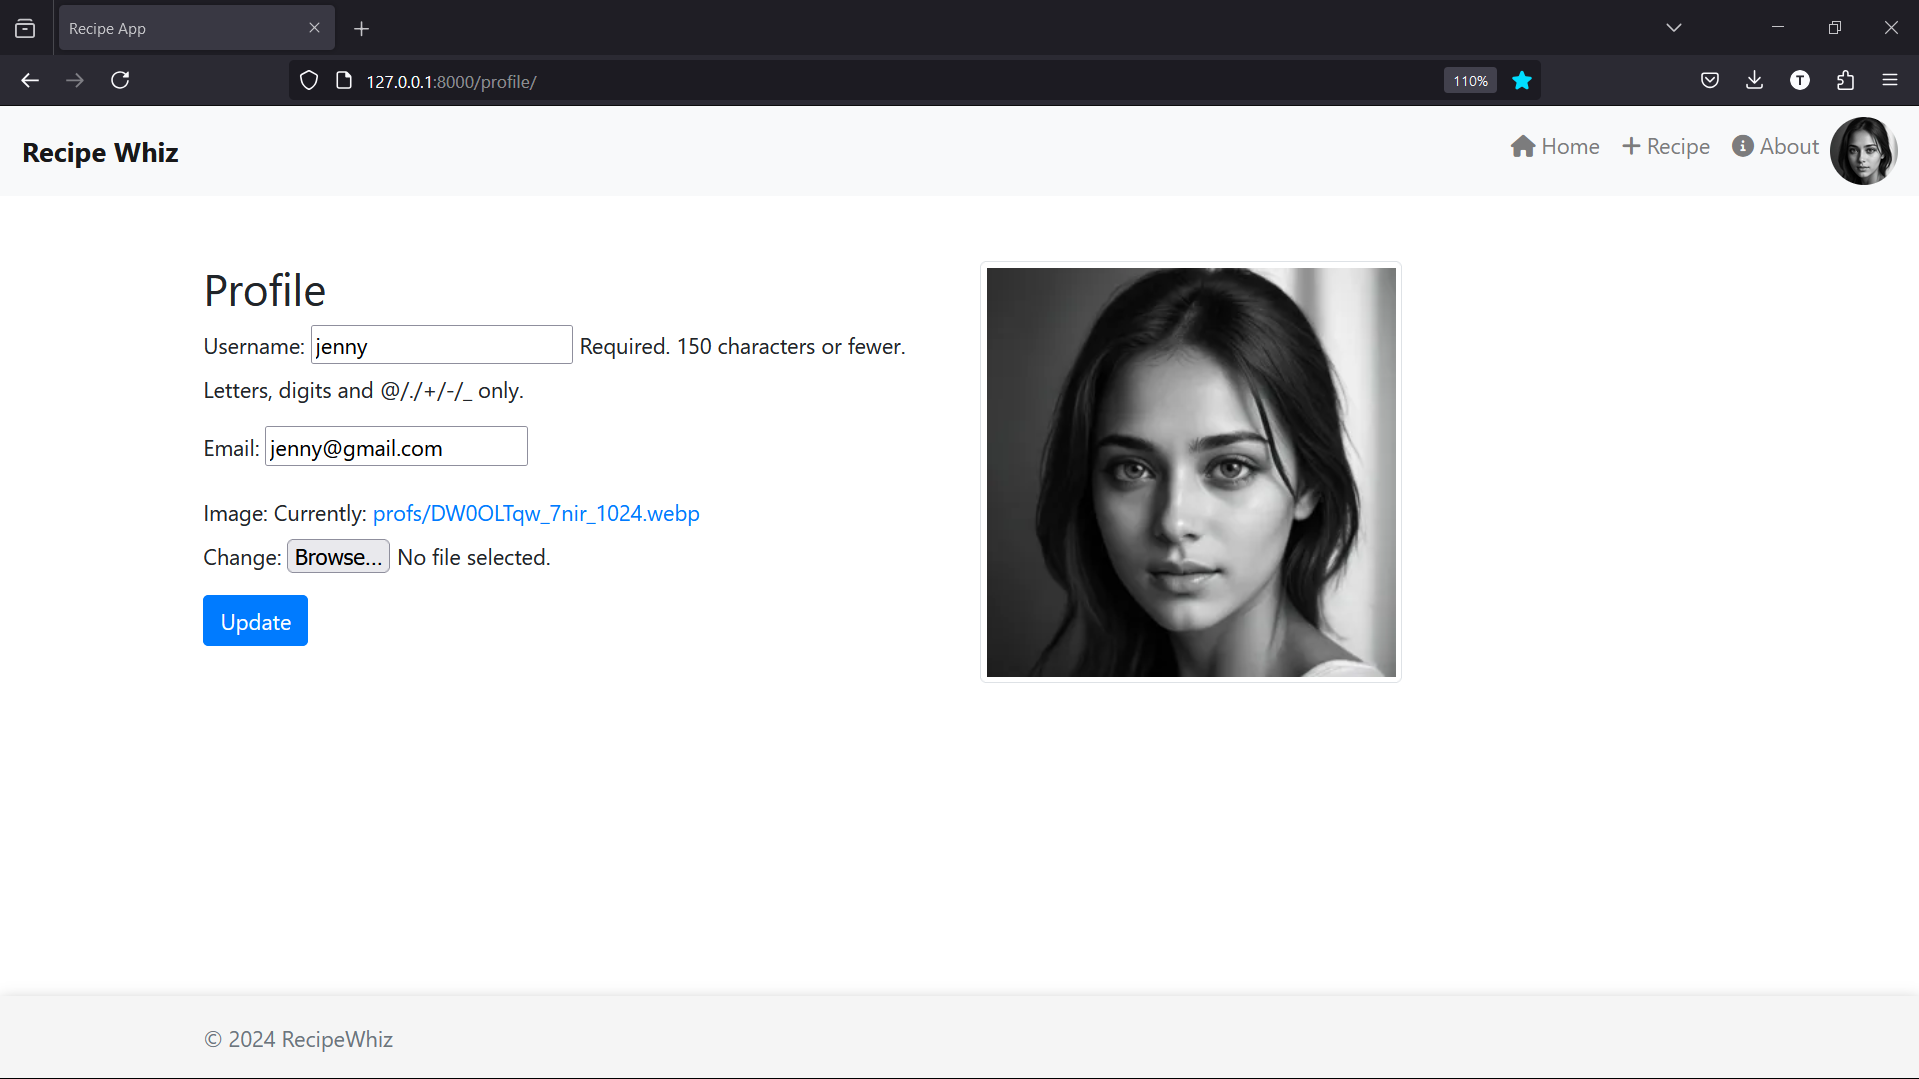 Recipe App
127.0.0.1:8000/profile/
110%
T
Recipe Whiz
Home
Recipe
About
Profile
Username: jenny Required. 150 characters or fewer.
Letters, digits and @/./+/-/_ only.
Email: jenny@gmail.com
Image: Currently: profs/DW0OLTqw_7nir_1024.webp
Change: Browse... No file selected.
Update
© 2024 RecipeWhiz